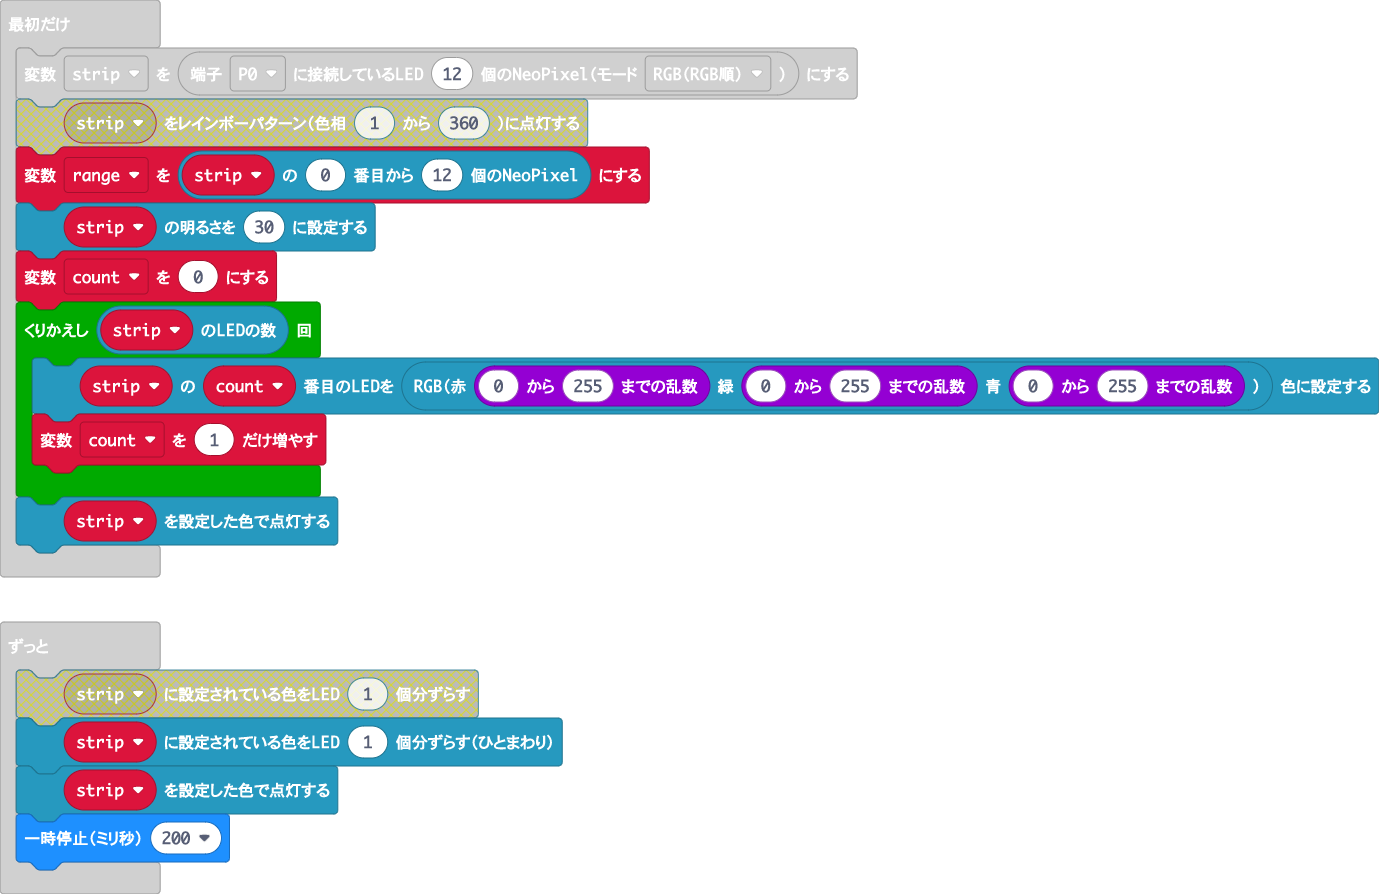 最初だけ
変数 strip を 端子 P0 に接続しているLED 12 個のNeoPixel(モード RGB(RGB順) ) にする
strip をレインボーパターン(色相 1 から 360 )に点灯する
変数 range を strip の 0 番目から 12 個のNeoPixel にする
strip の明るさを 30 に設定する
変数 count を 0 にする
くりかえし strip のLEDの数 回
strip の count 番目のLEDを RGB(赤 0 から 255 までの乱数 緑 0 から 255 までの乱数 青 0 から 255 までの乱数 ) 色に設定する
変数 count を 1 だけ増やす
strip を設定した色で点灯する
ずっと
strip に設定されている色をLED 1 個分ずらす
strip に設定されている色をLED 1 個分ずらす(ひとまわり)
strip を設定した色で点灯する
一時停止(ミリ秒) 200